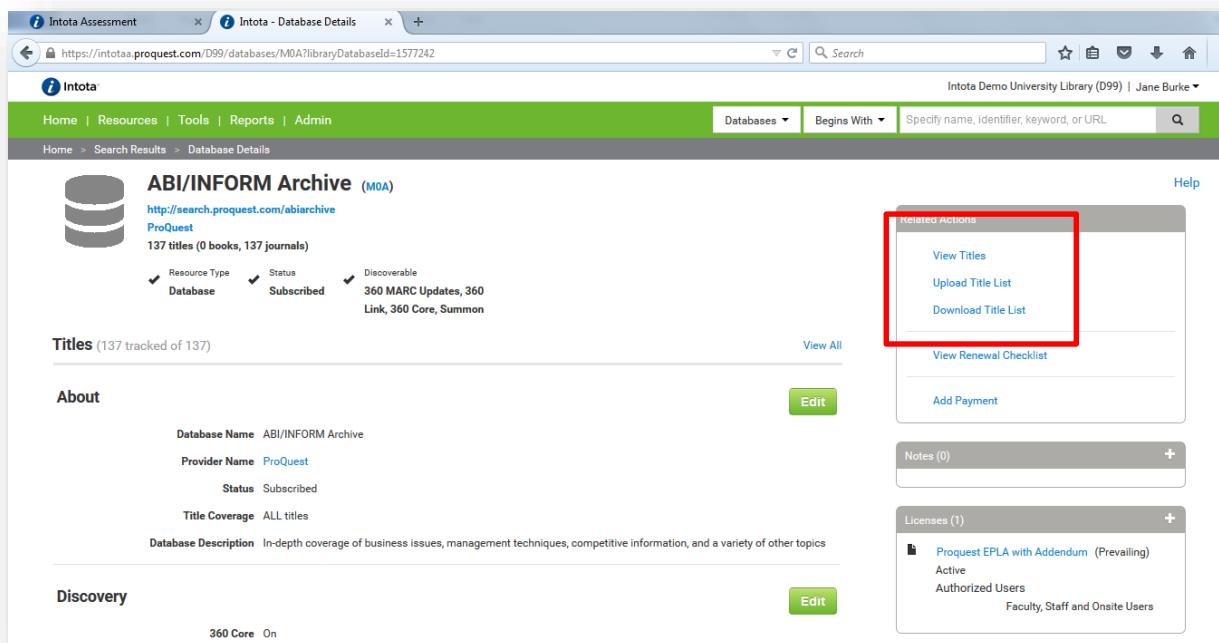 Intota Assessment × Intota - Database Details × +
https://intotaa.proquest.com/D99/databases/M0A?libraryDatabaseId=1577242 Search
Intota Intota Demo University Library (D99) | Jane Burke
Home | Resources | Tools | Reports | Admin Databases Begins With Specify name, identifier, keyword, or URL
Home > Search Results > Database Details
ABI/INFORM Archive (M0A) Help
http://search.proquest.com/abiarchive
ProQuest
137 titles (0 books, 137 journals)
Resource Type Status Discoverable
Database Subscribed 360 MARC Updates, 360
Link, 360 Core, Summon
Titles (137 tracked of 137) View All
About Edit
Database Name ABI/INFORM Archive
Provider Name ProQuest
Status Subscribed
Title Coverage ALL titles
Database Description In-depth coverage of business issues, management techniques, competitive information, and a variety of other topics
Discovery Edit
360 Core On
Related Actions
View Titles
Upload Title List
Download Title List
View Renewal Checklist
Add Payment
Notes (0) +
Licenses (1) +
Proquest EPLA with Addendum (Prevailing)
Active
Authorized Users
Faculty, Staff and Onsite Users